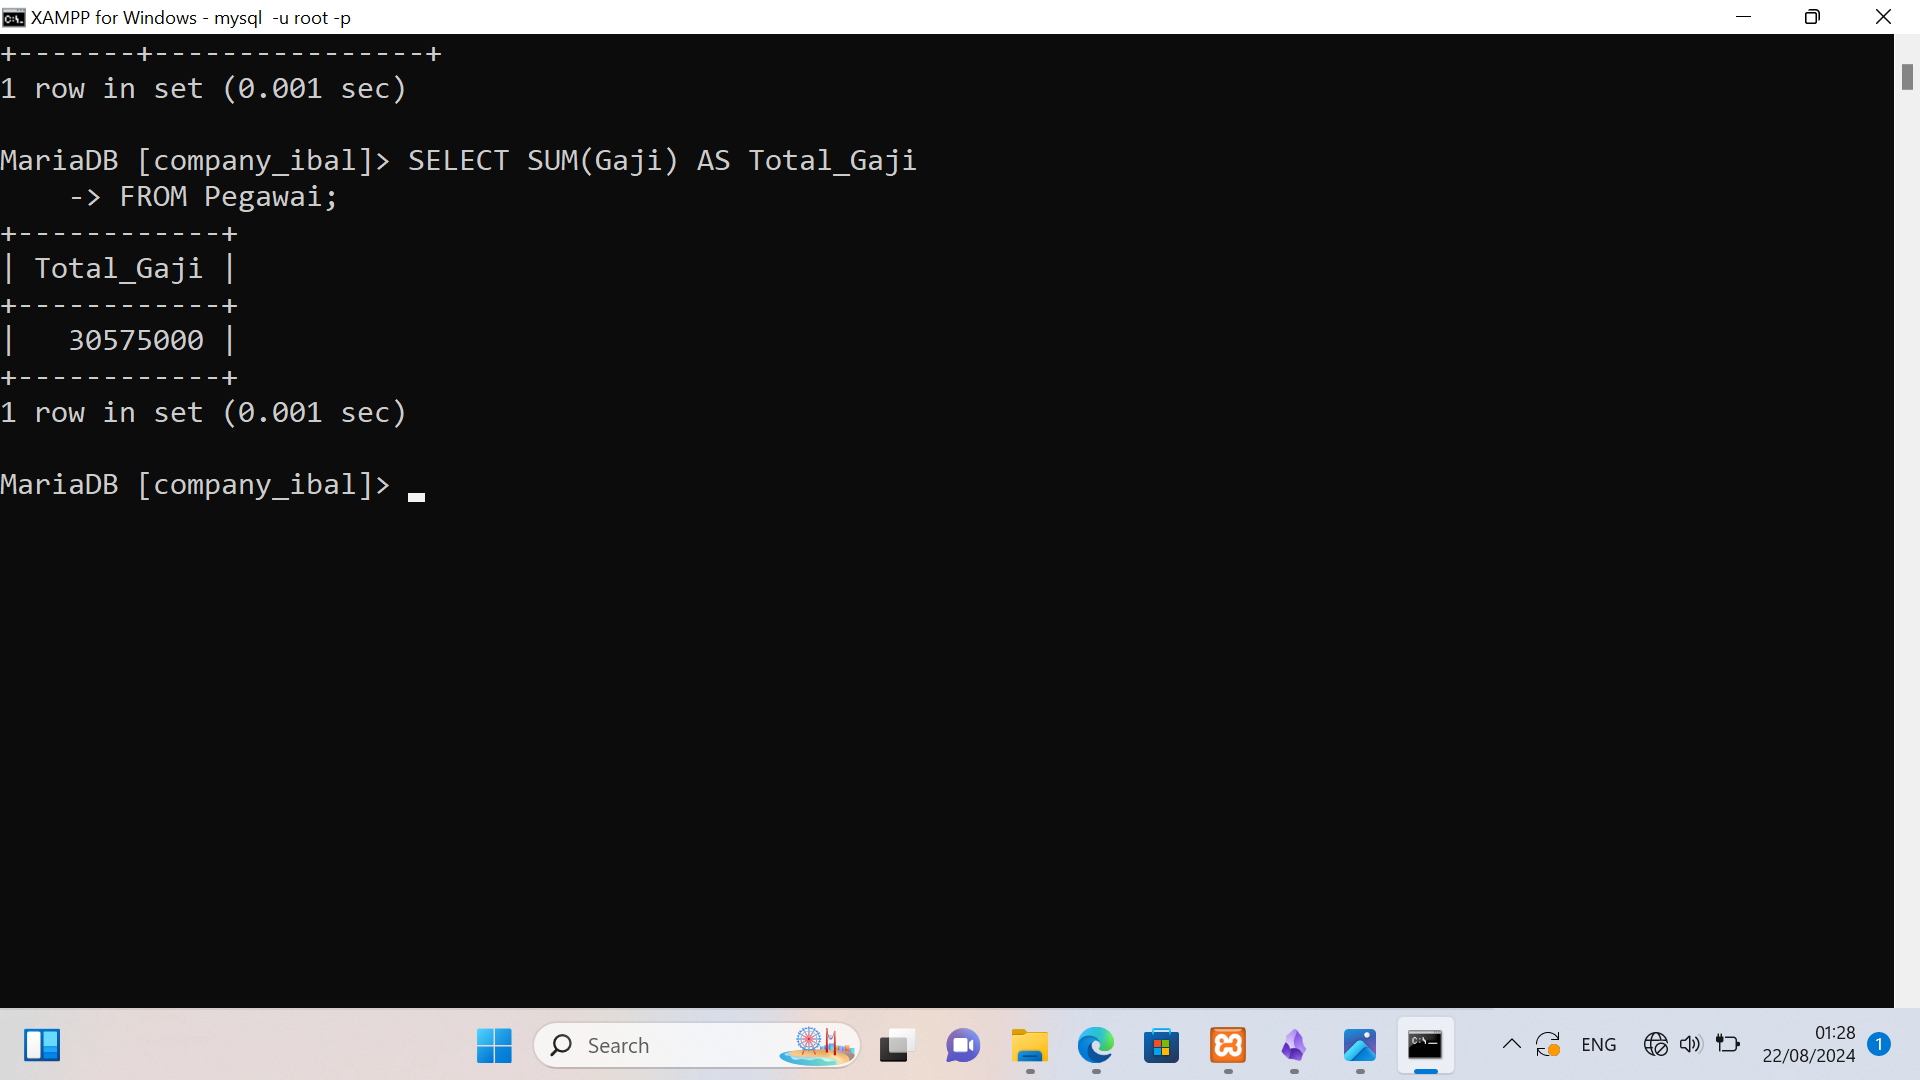 XAMPP for Windows - mysql  -u root -p
+-------+----------------+
1 row in set (0.001 sec)
MariaDB [company_ibal]> SELECT SUM(Gaji) AS Total_Gaji
    -> FROM Pegawai;
+------------+
| Total_Gaji |
+------------+
|   30575000 |
+------------+
1 row in set (0.001 sec)
MariaDB [company_ibal]>
Search
ENG
01:28
22/08/2024
1